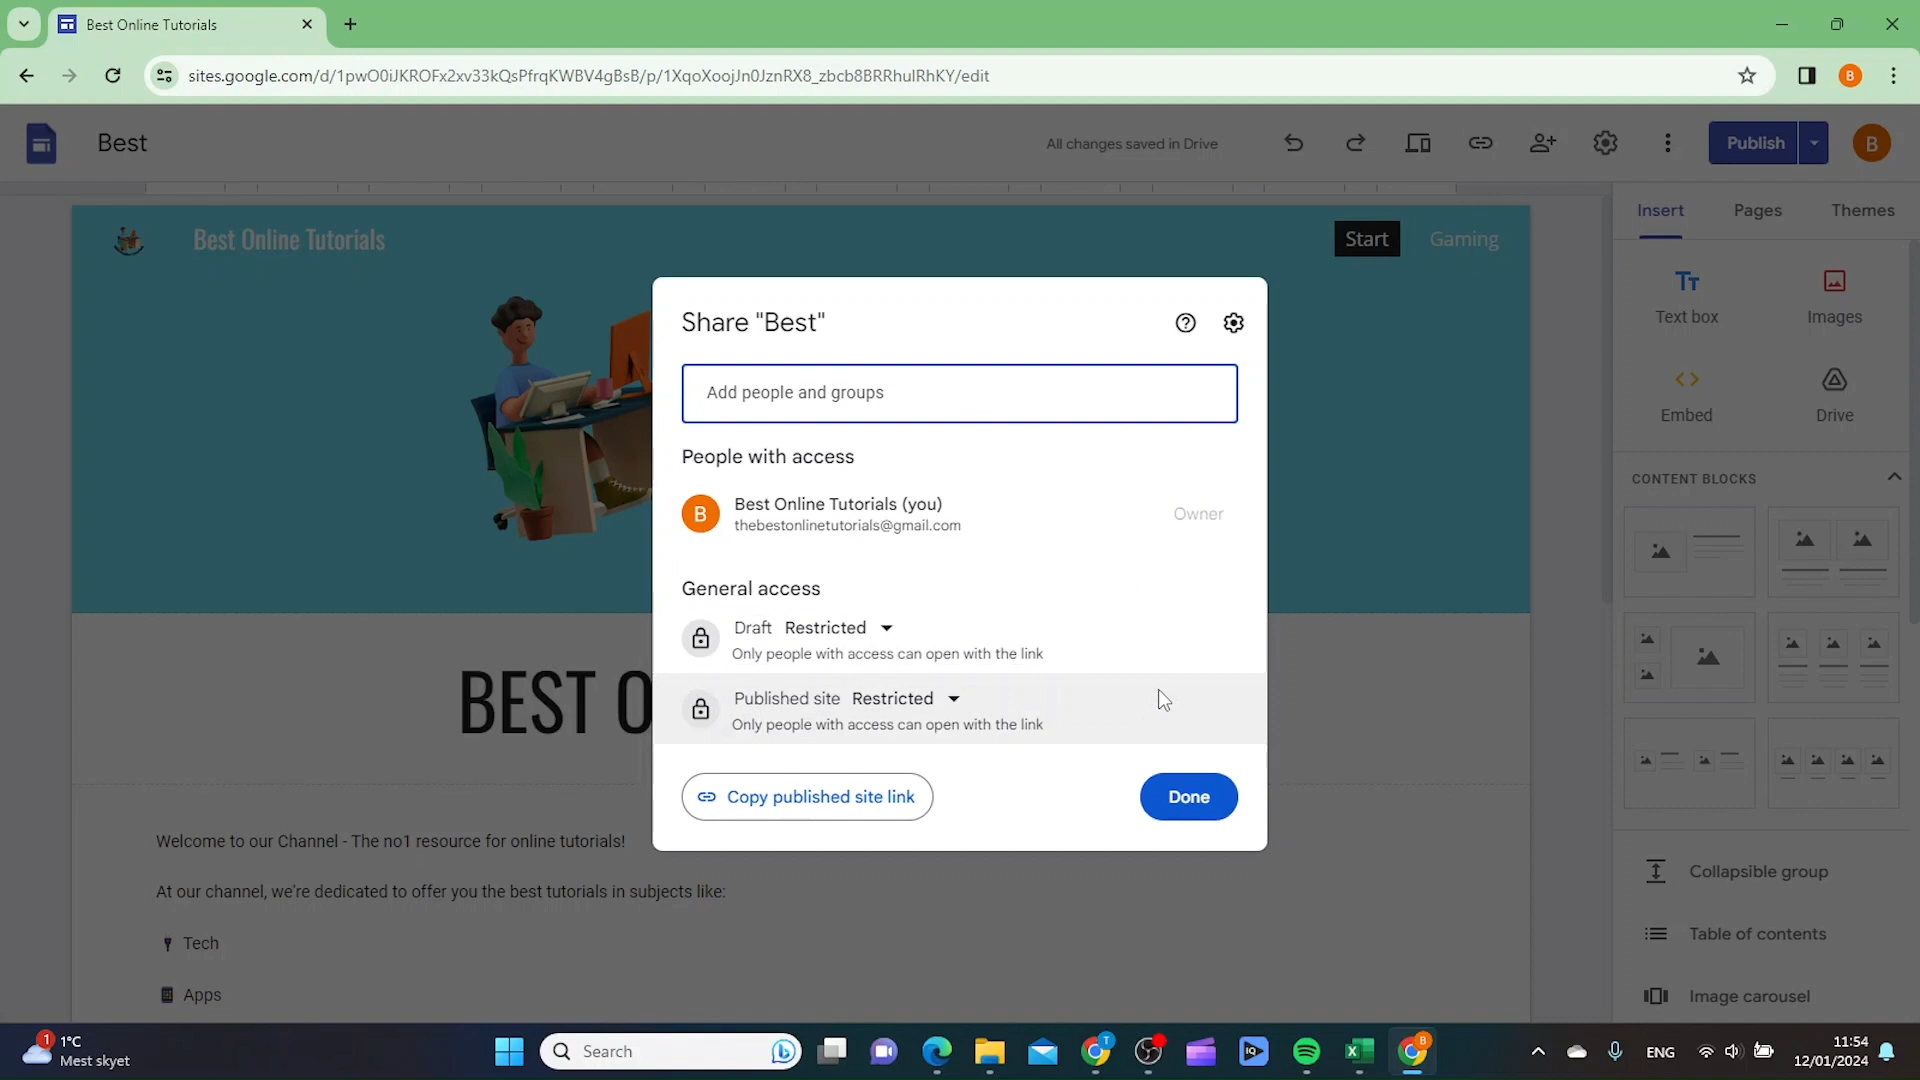 Best Online Tutorials
sites.google.com/d/1pwO0iJKROFx2xv33kQsPfrqKWBV4gBsB/p/1XqoXoojJn0JznRX8_zbcb8BRRhulRhKY/edit
B
Best
All changes saved in Drive
Publish
B
Best Online Tutorials
Start
Gaming
Insert
Pages
Themes
Text box
Images
Embed
Drive
CONTENT BLOCKS
Collapsible group
Table of contents
Image carousel
Share "Best"
Add people and groups
People with access
B
Best Online Tutorials (you)
thebestonlinetutorials@gmail.com
Owner
General access
Draft Restricted
Only people with access can open with the link
Published site Restricted
Only people with access can open with the link
Copy published site link
Done
BEST O
Welcome to our Channel - The no1 resource for online tutorials!
At our channel, we're dedicated to offer you the best tutorials in subjects like:
Tech
Apps
1
1°C
Mest skyet
Search
T
IQ
B
ENG
11:54
12/01/2024